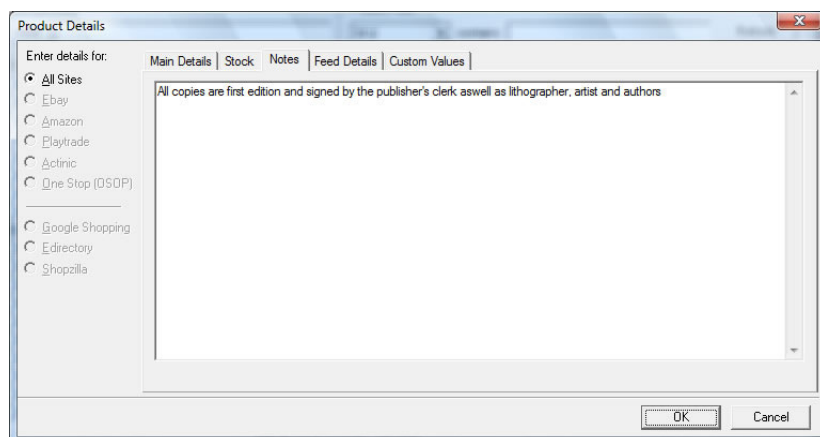 Product Details
Enter details for:
All Sites
Ebay
Amazon
Playtrade
Actinic
One Stop (OSOP)
Google Shopping
Edirectory
Shopzilla
Main Details Stock Notes Feed Details Custom Values
All copies are first edition and signed by the publisher's clerk aswell as lithographer, artist and authors
OK Cancel